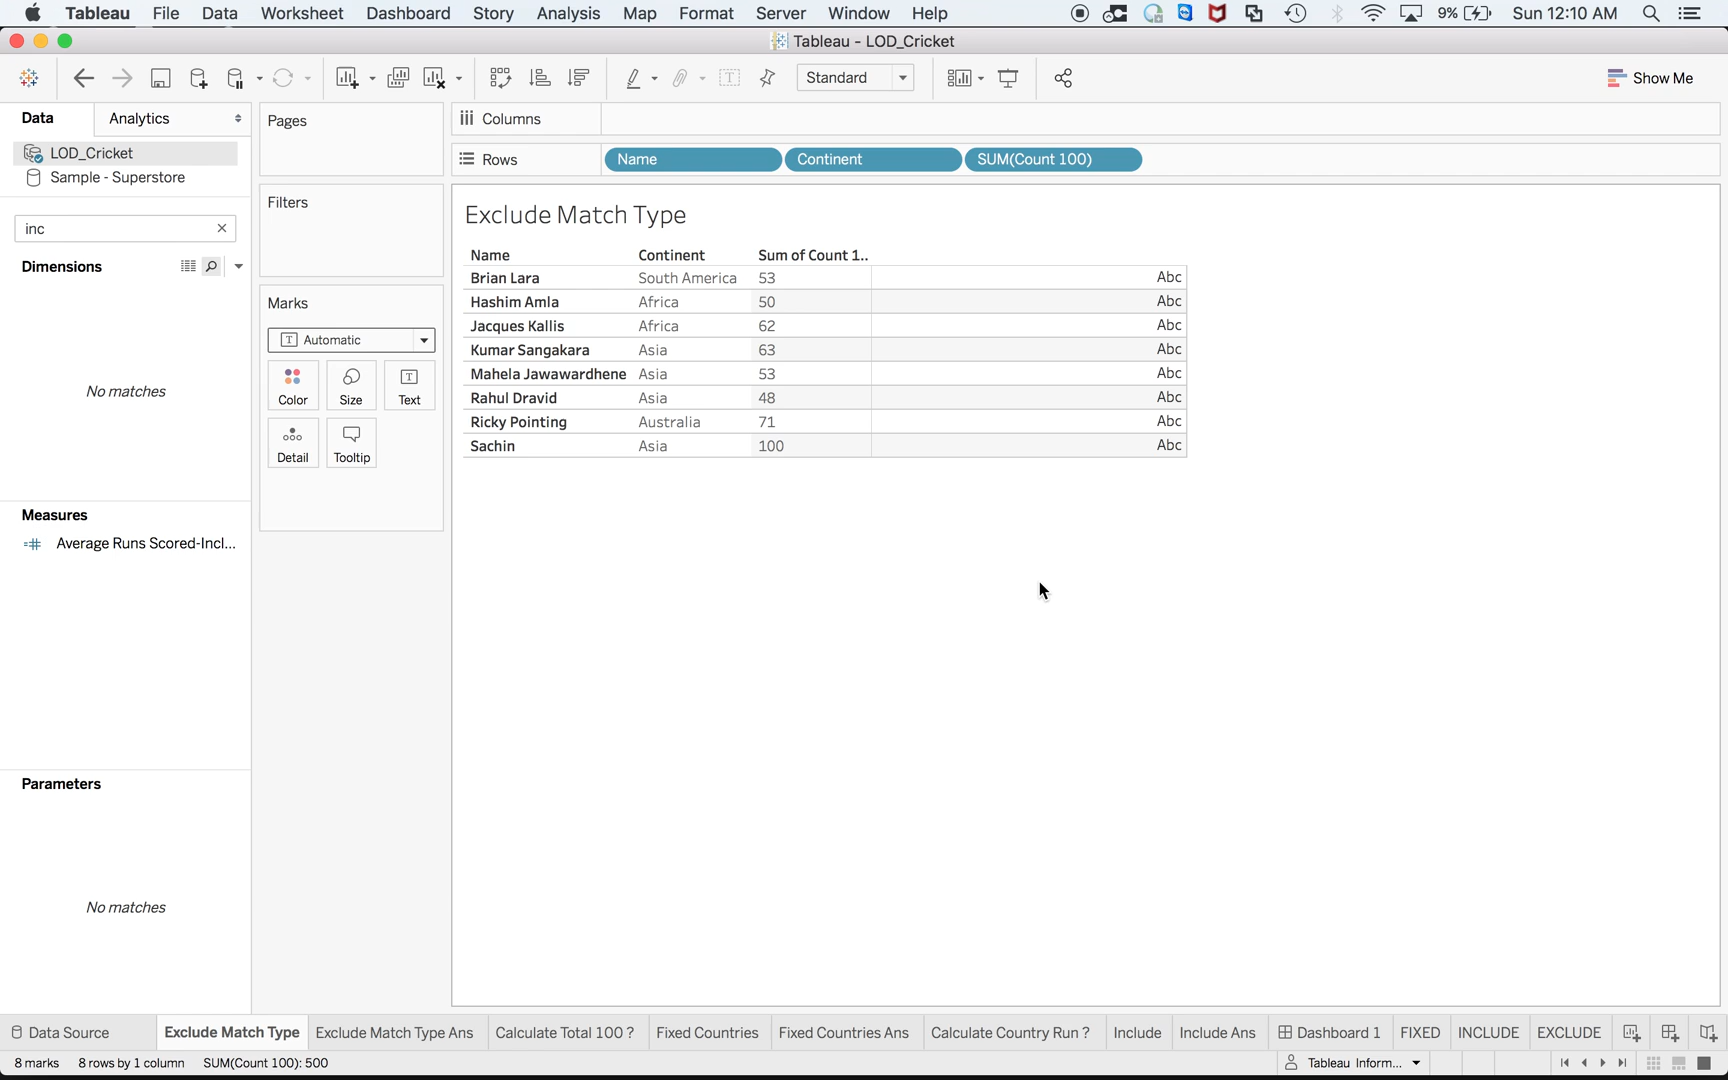 Tableau File Data Worksheet Dashboard Story Analysis Map Format Server Window Help 9% Sun 12:10 AM
Tableau - LOD_Cricket
Standard Show Me
Data Analytics
LOD_Cricket
Sample - Superstore
inc
Dimensions
No matches
Measures
Average Runs Scored-Incl...
Parameters
No matches
Pages
Filters
Marks
Automatic
Color Size Text
Detail Tooltip
Columns
Rows Name Continent SUM(Count 100)
Exclude Match Type
Name Continent Sum of Count 1..
Brian Lara South America 53 Abc
Hashim Amla Africa 50 Abc
Jacques Kallis Africa 62 Abc
Kumar Sangakara Asia 63 Abc
Mahela Jawawardhene Asia 53 Abc
Rahul Dravid Asia 48 Abc
Ricky Pointing Australia 71 Abc
Sachin Asia 100 Abc
Data Source Exclude Match Type Exclude Match Type Ans Calculate Total 100 ? Fixed Countries Fixed Countries Ans Calculate Country Run ? Include Include Ans Dashboard 1 FIXED INCLUDE EXCLUDE
8 marks 8 rows by 1 column SUM(Count 100): 500 Tableau Inform...